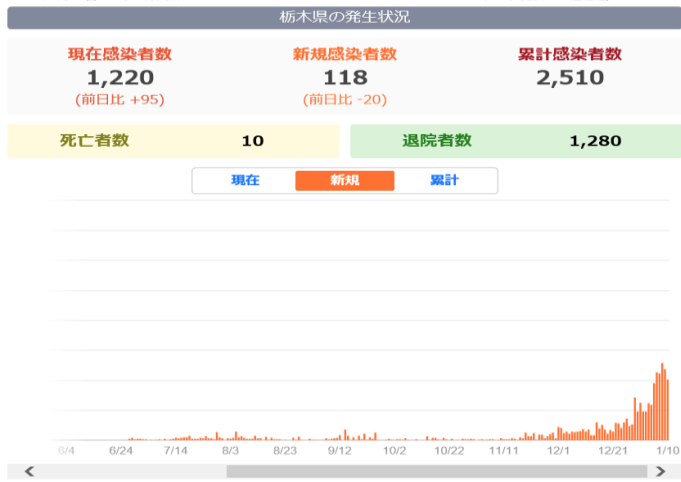 栃木県の発生状況
現在感染者数 新規感染者数 累計感染者数
1,220 118 2,510
(前日比 +95) (前日比 -20)
死亡者数 10 退院者数 1,280
現在 新規 累計
6/4 6/24 7/14 8/3 8/23 9/12 10/2 10/22 11/11 12/1 12/21 1/10